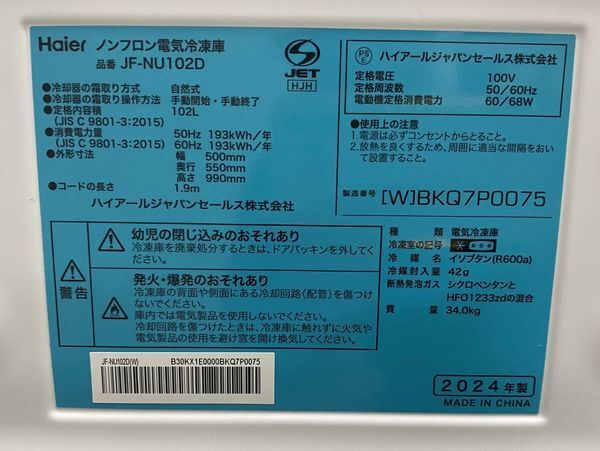 Haier ノンフロン電気冷凍庫
品番 JF-NU102D
●冷却器の霜取り方式 自然式
●冷却器の霜取り操作方法 手動開始・手動終了
●定格内容積 102L
(JIS C 9801-3:2015)
●消費電力量 50Hz 193kWh/年
(JIS C 9801-3:2015) 60Hz 193kWh/年
●外形寸法 幅 500mm
奥行 550mm
高さ 990mm
●コードの長さ 1.9m
ハイアールジャパンセールス株式会社
S
JET
HJH
PS
E
ハイアールジャパンセールス株式会社
定格電圧 100V
定格周波数 50/60Hz
電動機定格消費電力 60/68W
●使用上の注意
1.電源は必ずコンセントからとること。
2.放熱を良くするため、周囲に適当な間隔をおいて設置すること。
製造番号 [W]BKQ7P0075
警告
幼児の閉じ込みのおそれあり
冷凍庫を廃棄処分するときは、ドアパッキンを外してください。
発火・爆発のおそれあり
冷凍庫の背面や側面にある冷却回路(配管)を傷つけないでください。
庫内では電気製品を使用しないでください。
冷却回路を傷つけたときは、冷凍庫に触れずに火気や電気製品の使用を避け窓を開け換気してください。
種類 電気冷凍庫
冷凍室の記号 * ***
冷媒 イソブタン(R600a)
冷媒封入量 42g
断熱発泡ガス シクロペンタンと
HFO1233zdの混合
質量 34.0kg
JF-NU102D(W) B30KX1E0000BKQ7P0075
2024年製
MADE IN CHINA